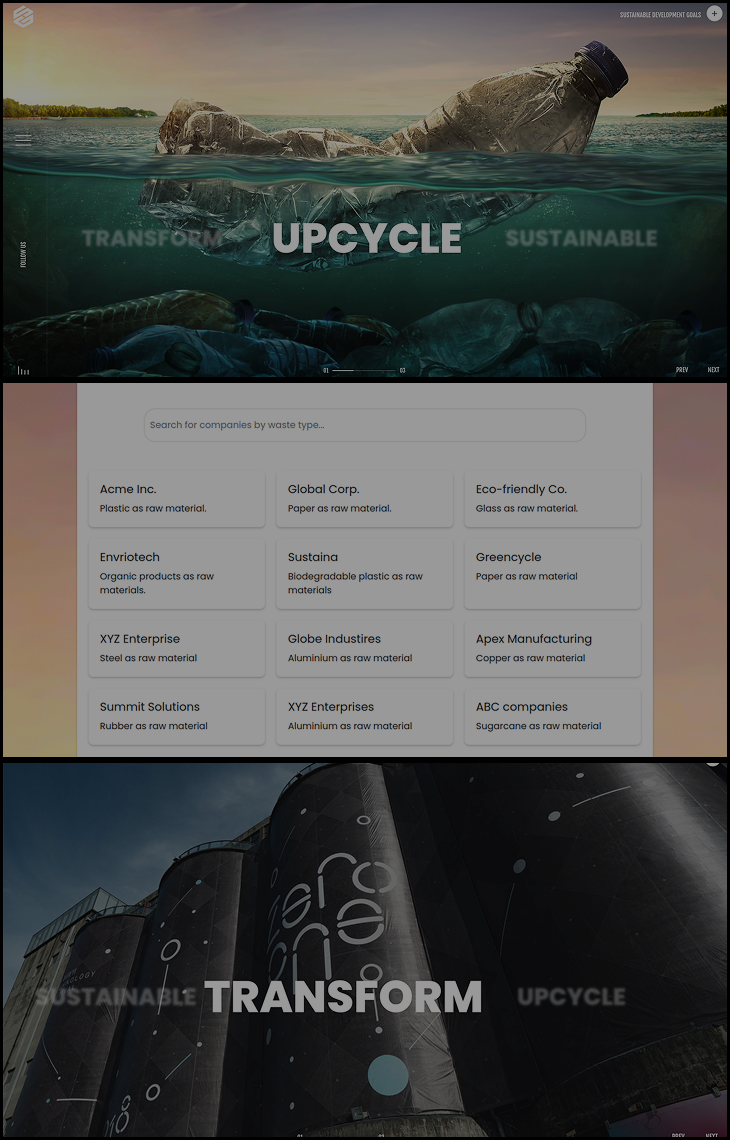 SUSTAINABLE DEVELOPMENT GOALS
TRANSFORM
UPCYCLE
SUSTAINABLE
FOLLOW US
01
03
PREV
NEXT
Search for companies by waste type...
Acme Inc.
Plastic as raw material.
Global Corp.
Paper as raw material.
Eco-friendly Co.
Glass as raw material.
Envriotech
Organic products as raw
materials.
Sustaina
Biodegradable plastic as raw
materials
Greencycle
Paper as raw material
XYZ Enterprise
Steel as raw material
Globe Industires
Aluminium as raw material
Apex Manufacturing
Copper as raw material
Summit Solutions
Rubber as raw material
XYZ Enterprises
Aluminium as raw material
ABC companies
Sugarcane as raw material
zero
one
SUSTAINABLE
TRANSFORM
UPCYCLE
PREV
NEXT